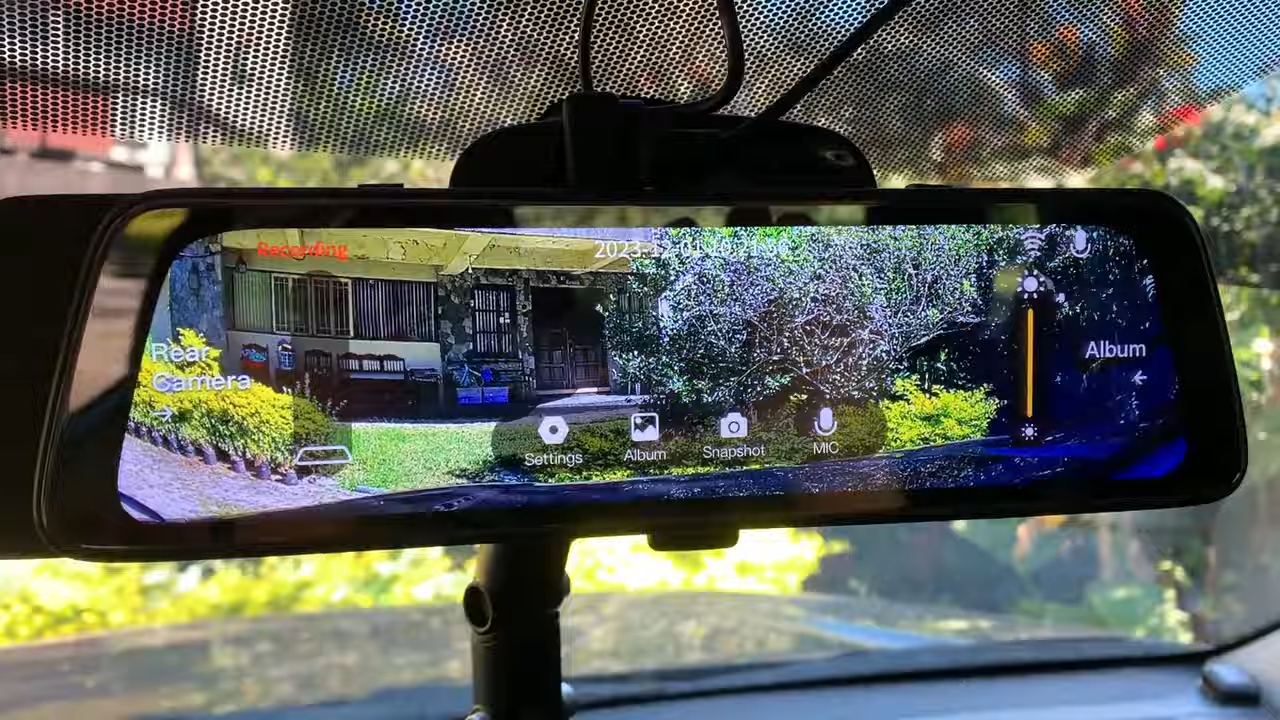 Recording
Rear
Camera
→
Album
←
Settings
Album
Snapshot
MIC